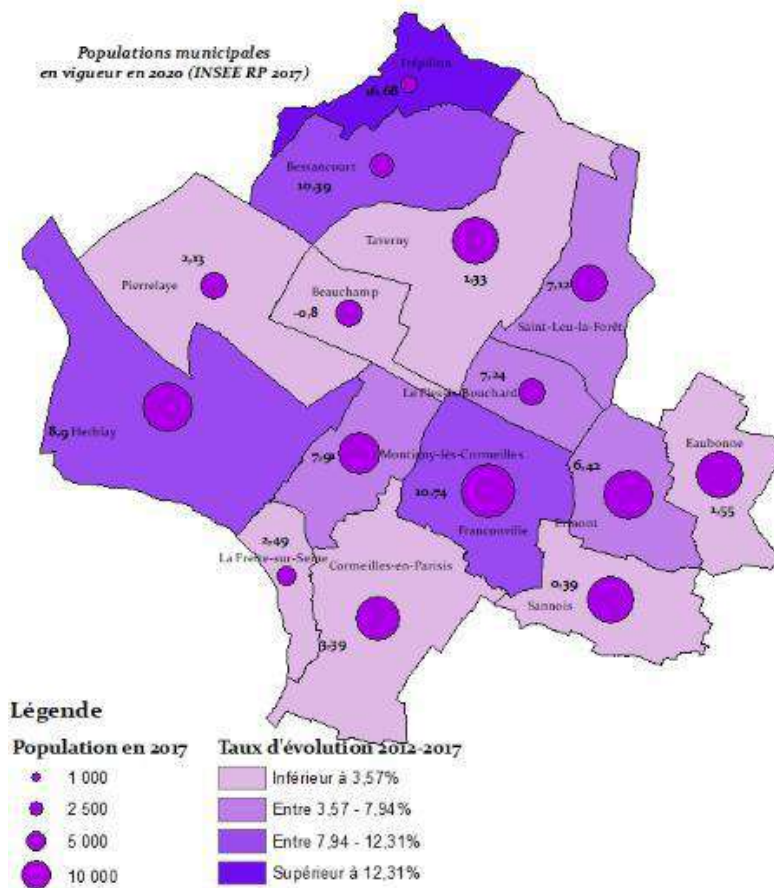 Populations municipales
en vigueur en 2020 (INSEE RP 2017)
Frépillon
16,68
Bessancourt
10,39
Taverny
1,33
2,13
Pierrelaye
Beauchamp
-0,8
7,12
Saint-Leu-la-Forêt
7,24
Le Plessis-Bouchard
8,9 Herblay
7,91 Montigny-lès-Cormeilles
10,74
Franconville
6,42
Ermont
Eaubonne
1,55
2,49
La Frette-sur-Seine
Cormeilles-en-Parisis
3,39
0,39
Sannois
Légende
Population en 2017
1 000
2 500
5 000
10 000
Taux d'évolution 2012-2017
Inférieur à 3,57%
Entre 3,57 - 7,94%
Entre 7,94 - 12,31%
Supérieur à 12,31%